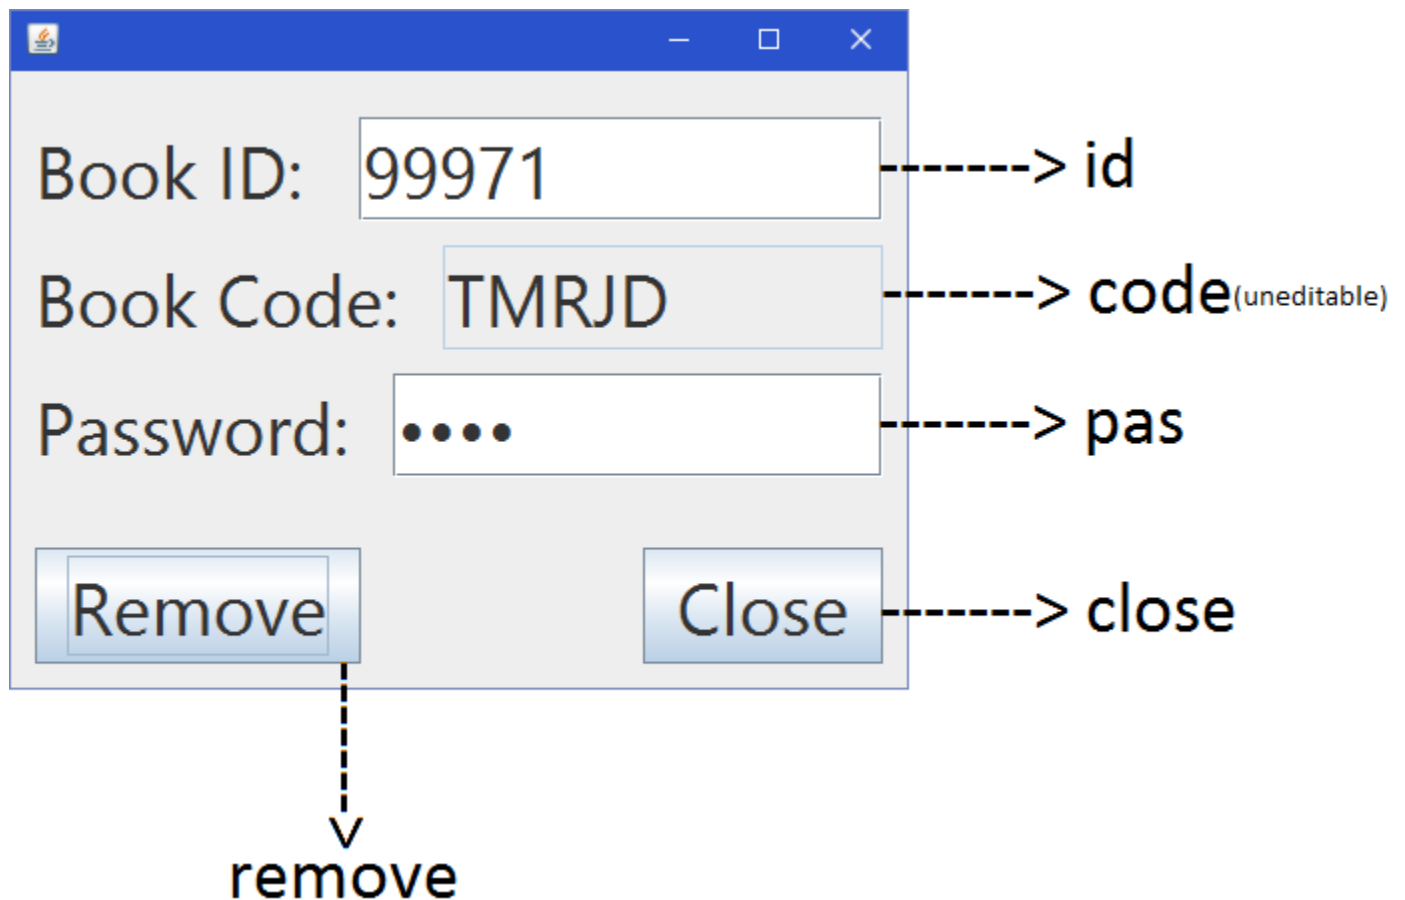 Book ID: 99971 -------> id
Book Code: TMRJD -------> code(uneditable)
Password: •••• -------> pas
Remove Close -------> close
remove